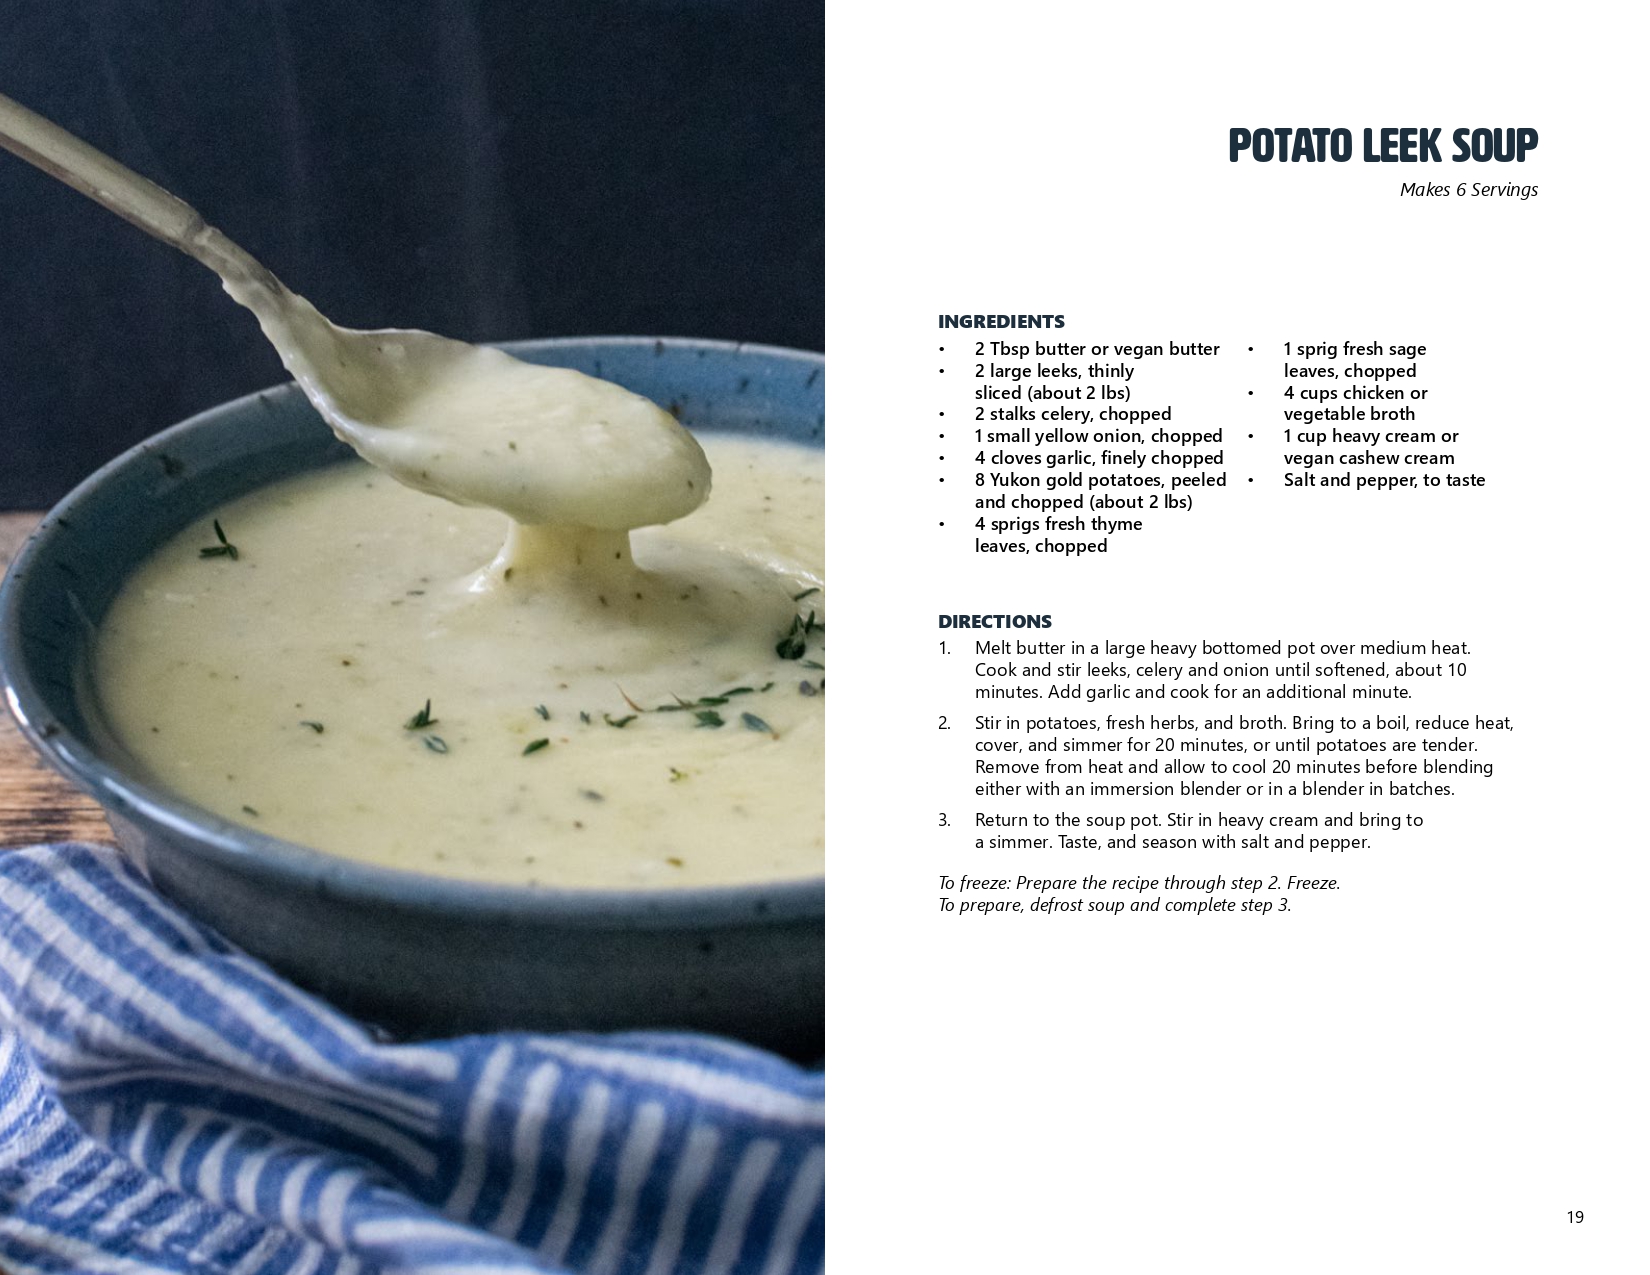 POTATO LEEK SOUP
Makes 6 Servings
INGREDIENTS
• 2 Tbsp butter or vegan butter
• 2 large leeks, thinly
sliced (about 2 lbs)
• 2 stalks celery, chopped
• 1 small yellow onion, chopped
• 4 cloves garlic, finely chopped
• 8 Yukon gold potatoes, peeled
and chopped (about 2 lbs)
• 4 sprigs fresh thyme
leaves, chopped
• 1 sprig fresh sage
leaves, chopped
• 4 cups chicken or
vegetable broth
• 1 cup heavy cream or
vegan cashew cream
• Salt and pepper, to taste
DIRECTIONS
1. Melt butter in a large heavy bottomed pot over medium heat.
Cook and stir leeks, celery and onion until softened, about 10
minutes. Add garlic and cook for an additional minute.
2. Stir in potatoes, fresh herbs, and broth. Bring to a boil, reduce heat,
cover, and simmer for 20 minutes, or until potatoes are tender.
Remove from heat and allow to cool 20 minutes before blending
either with an immersion blender or in a blender in batches.
3. Return to the soup pot. Stir in heavy cream and bring to
a simmer. Taste, and season with salt and pepper.
To freeze: Prepare the recipe through step 2. Freeze.
To prepare, defrost soup and complete step 3.
19